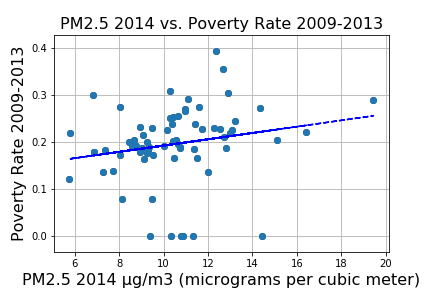 PM2.5 2014 vs. Poverty Rate 2009-2013
Poverty Rate 2009-2013
0.4
0.3
0.2
0.1
0.0
6 8 10 12 14 16 18 20
PM2.5 2014 µg/m3 (micrograms per cubic meter)